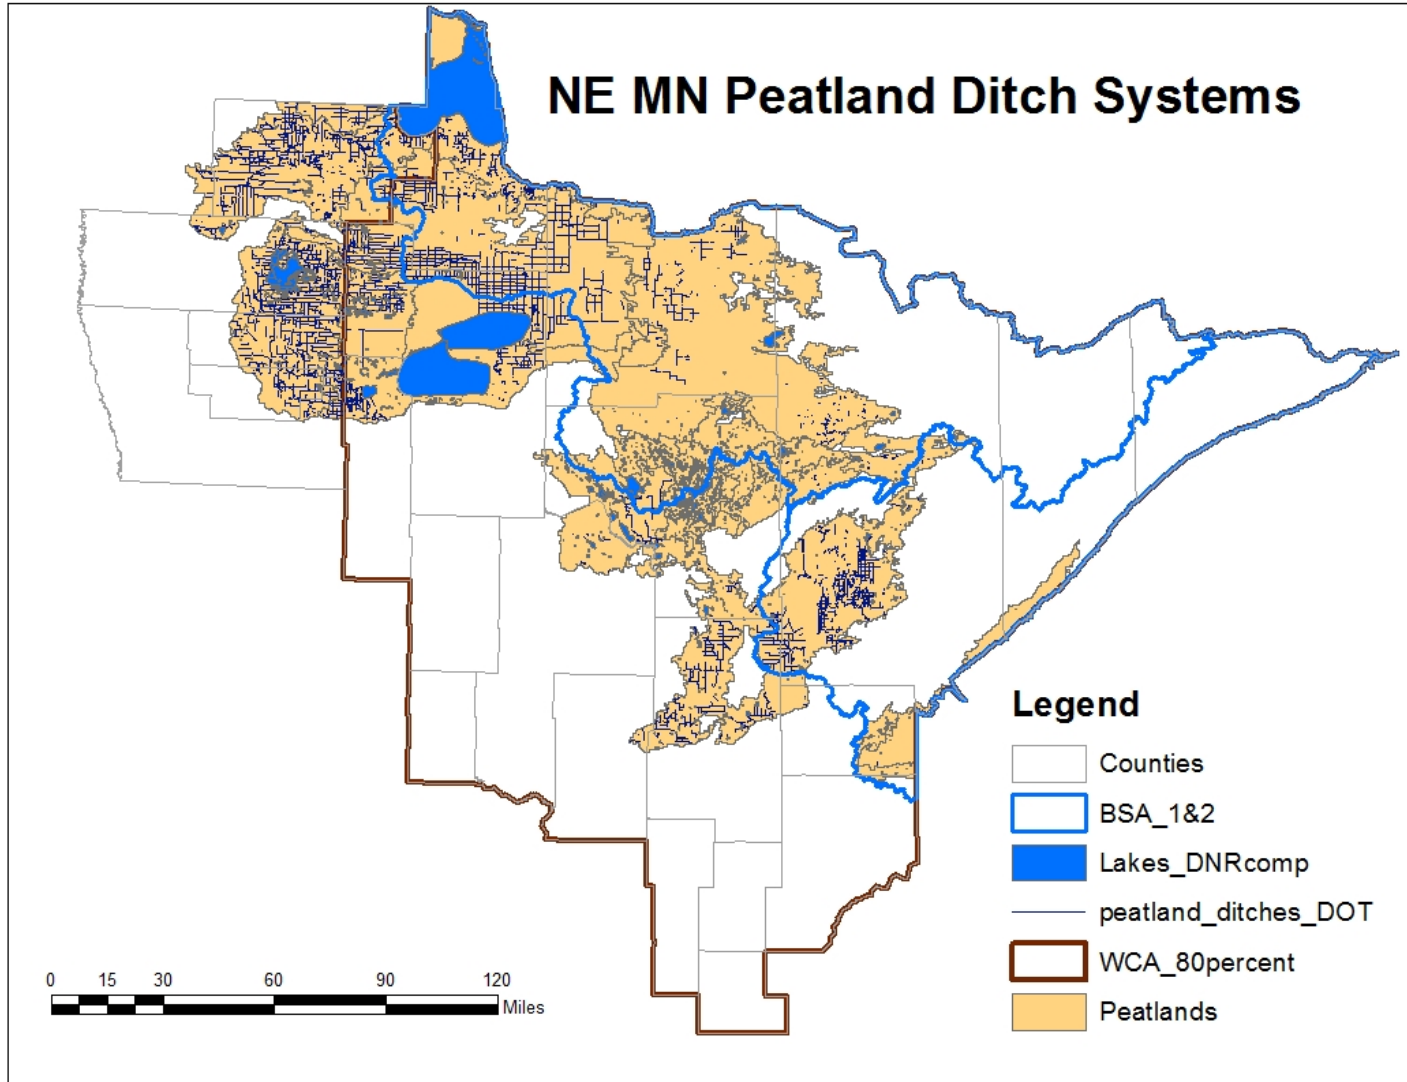 NE MN Peatland Ditch Systems
Legend
Counties
BSA_1&2
Lakes_DNRcomp
peatland_ditches_DOT
WCA_80percent
Peatlands
0 15 30 60 90 120
Miles